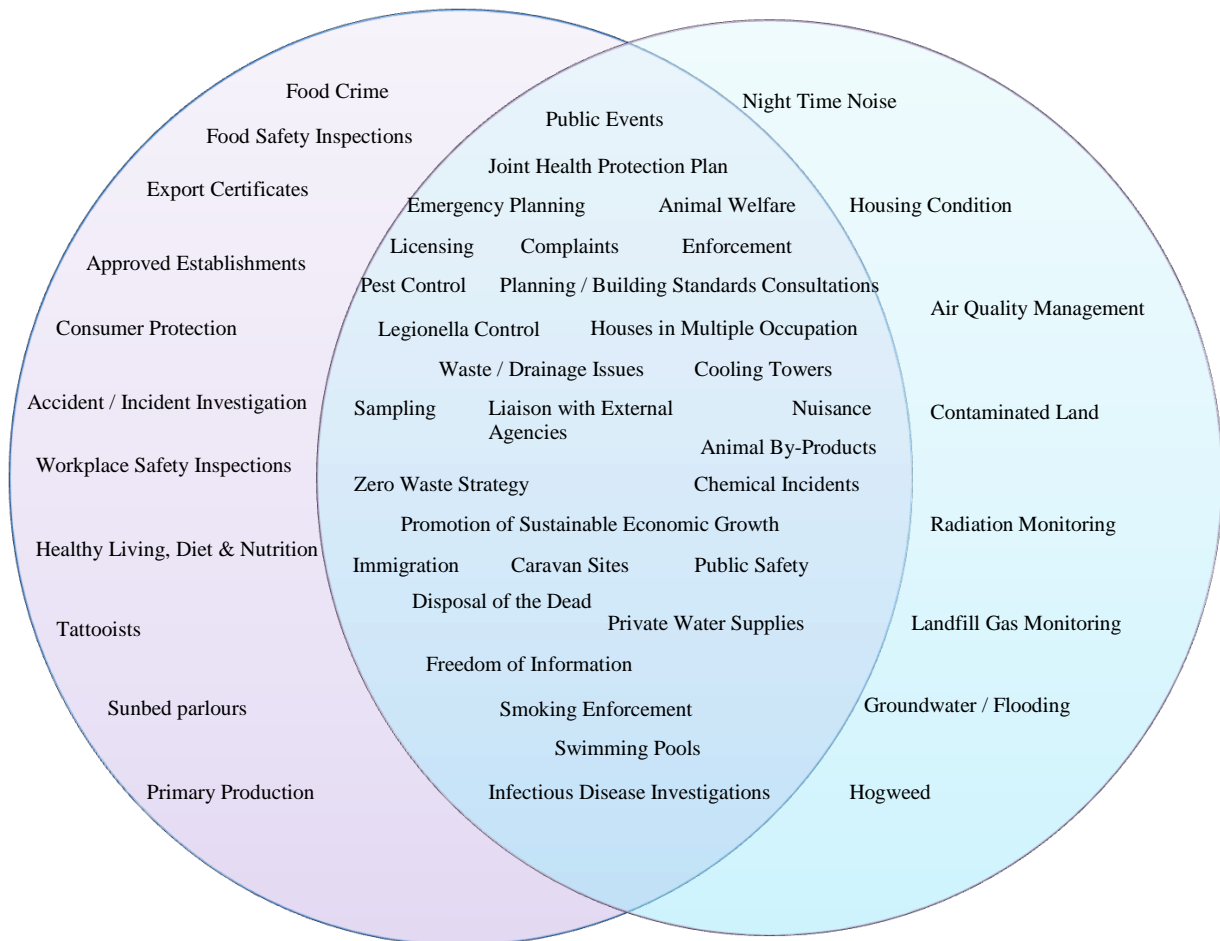 Food Crime
Food Safety Inspections
Export Certificates
Approved Establishments
Consumer Protection
Accident / Incident Investigation
Workplace Safety Inspections
Healthy Living, Diet & Nutrition
Tattooists
Sunbed parlours
Primary Production
Public Events
Joint Health Protection Plan
Emergency Planning Animal Welfare
Licensing Complaints Enforcement
Pest Control Planning / Building Standards Consultations
Legionella Control Houses in Multiple Occupation
Waste / Drainage Issues Cooling Towers
Sampling Liaison with External Nuisance
Agencies
Animal By-Products
Zero Waste Strategy Chemical Incidents
Promotion of Sustainable Economic Growth
Immigration Caravan Sites Public Safety
Disposal of the Dead
Private Water Supplies
Freedom of Information
Smoking Enforcement
Swimming Pools
Infectious Disease Investigations
Night Time Noise
Housing Condition
Air Quality Management
Contaminated Land
Radiation Monitoring
Landfill Gas Monitoring
Groundwater / Flooding
Hogweed